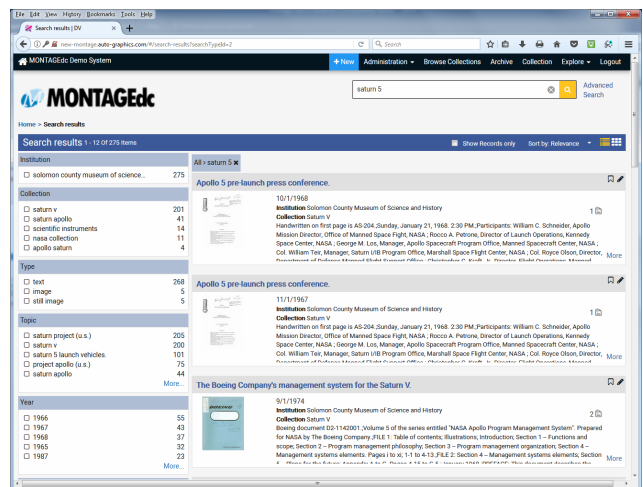 File Edit View History Bookmarks Tools Help
Search results | DV
new-montage.auto-graphics.com/#/search-results?searchTypeId=2
Search
MONTAGEdc Demo System
+ New Administration Browse Collections Archive Collection Explore Logout
MONTAGEdc
saturn 5
Advanced
Search
Home > Search results
Search results 1 - 12 Of 275 items
Show Records only Sort by: Relevance
Institution
solomon county museum of science... 275
Collection
saturn v 201
saturn apollo 41
scientific instruments 14
nasa collection 11
apollo saturn 4
Type
text 268
image 5
still image 5
Topic
saturn project (u.s.) 205
saturn v 200
saturn 5 launch vehicles. 101
project apollo (u.s.) 75
saturn apollo 44
More...
Year
1966 55
1967 43
1968 37
1965 32
1987 23
More...
All > saturn 5 ×
Apollo 5 pre-launch press conference.
10/1/1968
Institution Solomon County Museum of Science and History
1
Collection Saturn V
Handwritten on first page is AS-204 ,Sunday, January 21, 1968. 2:30 PM.;Participants: William C. Schneider, Apollo
Mission Director, Office of Manned Space Fight, NASA ; Rocco A. Petrone, Director of Launch Operations, Kennedy
Space Center, NASA ; George M. Los, Manager, Apollo Spacecraft Program Office, Manned Spacecraft Center, NASA ;
Col. William Teir, Manager, Saturn I/IB Program Office, Marshall Space Flight Center, NASA ; Col. Royce Olson, Director,
More
Apollo 5 pre-launch press conference.
11/1/1967
Institution Solomon County Museum of Science and History
1
Collection Saturn V
Handwritten on first page is AS-204 ,Sunday, January 21, 1968. 2:30 PM.;Participants: William C. Schneider, Apollo
Mission Director, Office of Manned Space Fight, NASA ; Rocco A. Petrone, Director of Launch Operations, Kennedy
Space Center, NASA ; George M. Los, Manager, Apollo Spacecraft Program Office, Manned Spacecraft Center, NASA ;
Col. William Teir, Manager, Saturn I/IB Program Office, Marshall Space Flight Center, NASA ; Col. Royce Olson, Director,
More
The Boeing Company's management system for the Saturn V.
9/1/1974
Institution Solomon County Museum of Science and History
2
Collection Saturn V
Boeing document D2-1142001 ;Volume 5 of the series entitled "NASA Apollo Program Management System". Prepared
for NASA by The Boeing Company ;FILE 1: Table of contents; Illustrations; Introduction; Section 1 – Functions and
scope; Section 2 – Program management philosophy; Section 3 – Program management organization; Section 4 –
Management systems elements. Pages i to xi; 1-1 to 4-13 ;FILE 2: Section 4 – Management systems elements; Section
More